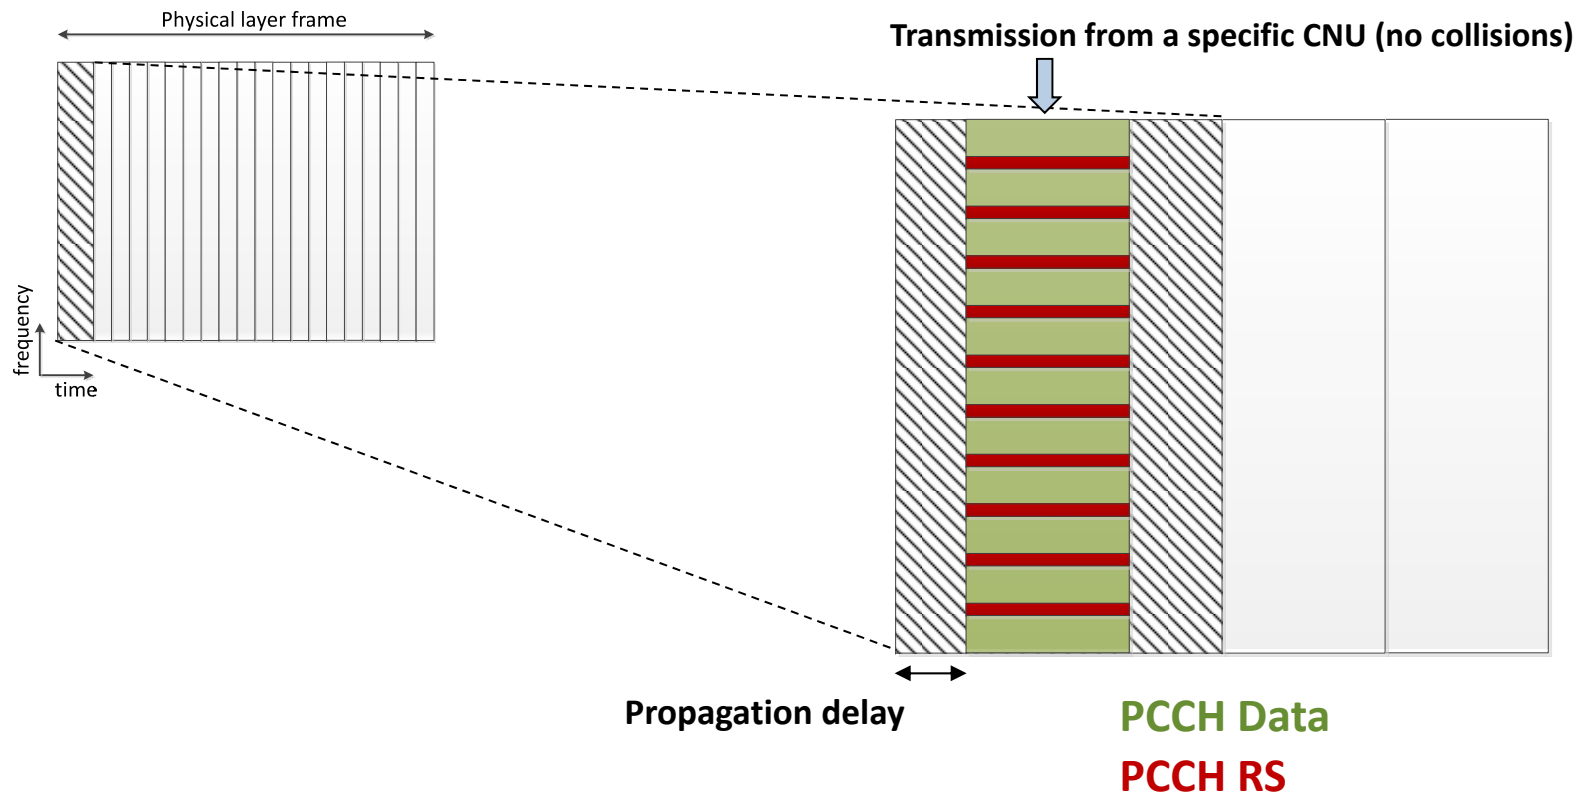 Physical layer frame
Transmission from a specific CNU (no collisions)
frequency
time
Propagation delay
PCCH Data
PCCH RS